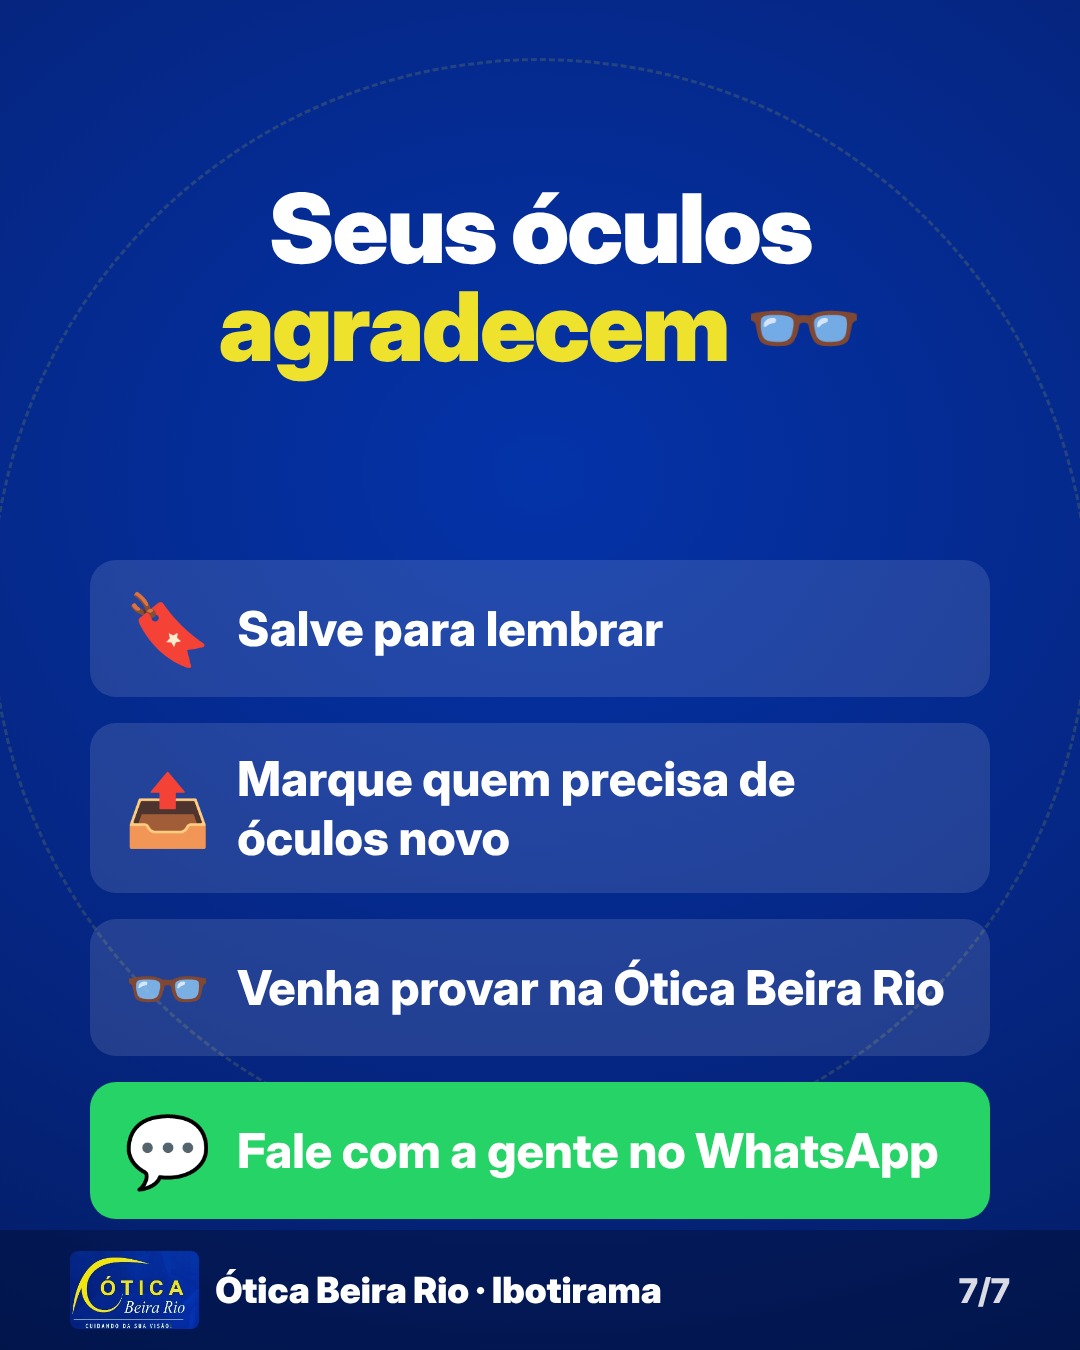 Seus óculos
agradecem
Salve para lembrar
Marque quem precisa de
óculos novo
Venha provar na Ótica Beira Rio
Fale com a gente no WhatsApp
ÓTICA
Beira Rio
CUIDANDO DA SUA VISÃO.
Ótica Beira Rio · Ibotirama
7/7